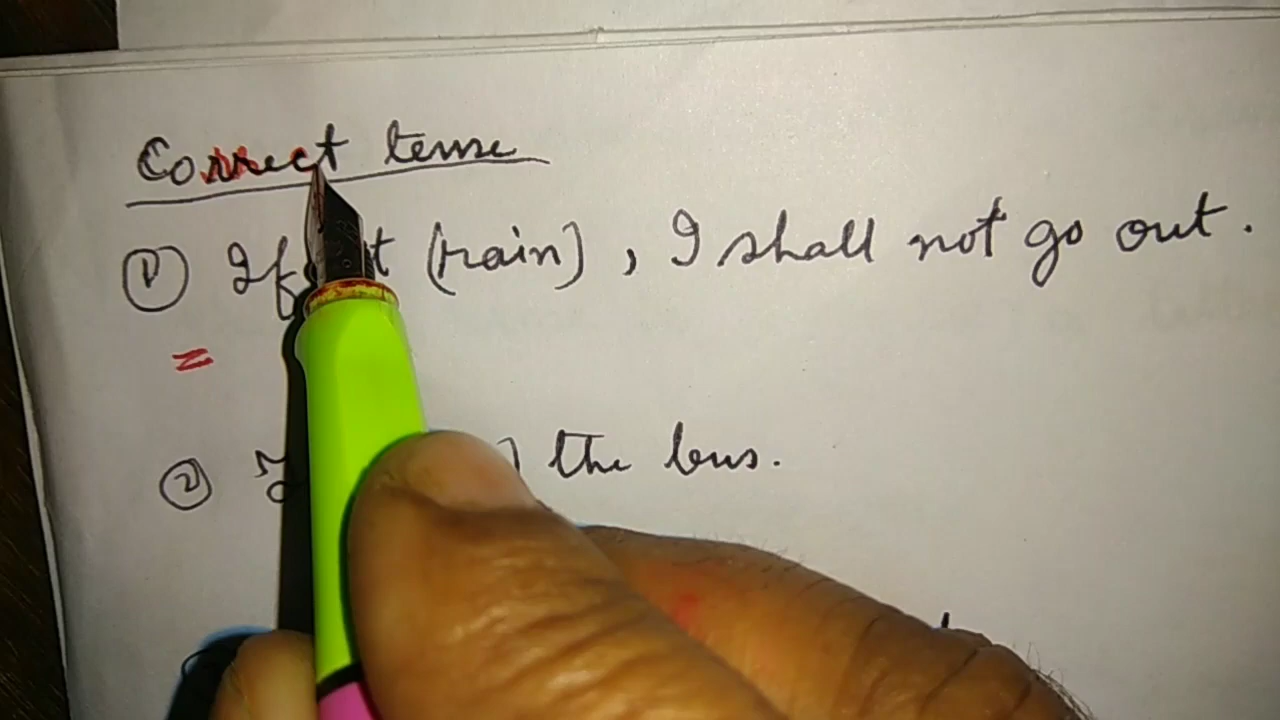 Correct tense
① If it (rain), I shall not go out.
=
② ) the bus.